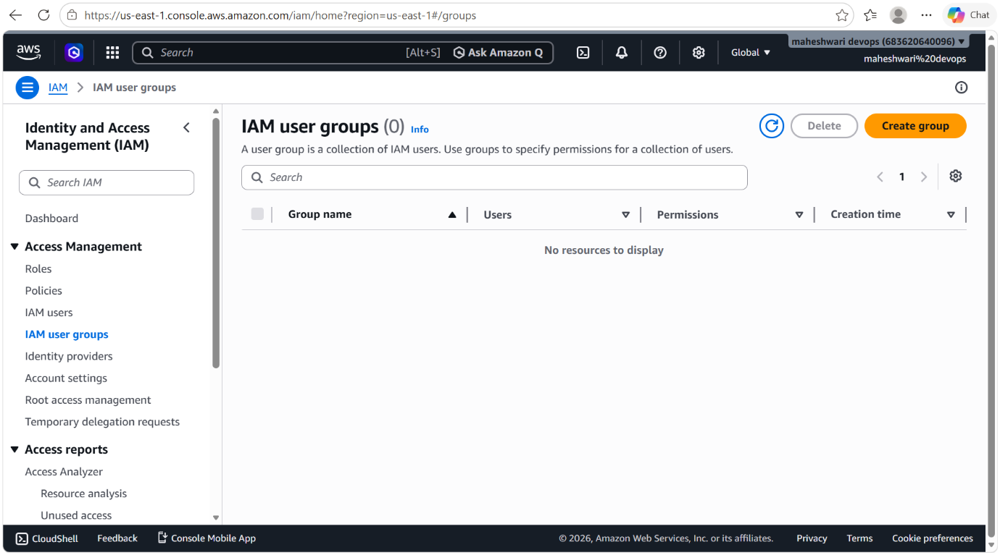 https://us-east-1.console.aws.amazon.com/iam/home?region=us-east-1#/groups
Chat
aws
Search [Alt+S] Ask Amazon Q
Global
maheshwari devops (683620640096)
maheshwari%20devops
IAM > IAM user groups
Identity and Access
Management (IAM)
Search IAM
Dashboard
Access Management
Roles
Policies
IAM users
IAM user groups
Identity providers
Account settings
Root access management
Temporary delegation requests
Access reports
Access Analyzer
Resource analysis
Unused access
IAM user groups (0) Info
Delete
Create group
A user group is a collection of IAM users. Use groups to specify permissions for a collection of users.
Search
1
Group name Users Permissions Creation time
No resources to display
CloudShell Feedback Console Mobile App © 2026, Amazon Web Services, Inc. or its affiliates. Privacy Terms Cookie preferences